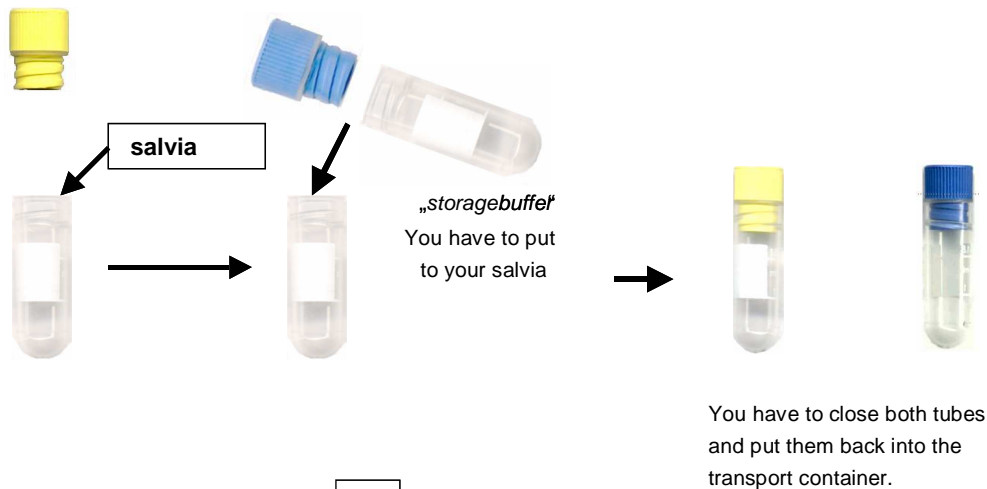 salvia
„storagebuffer“
You have to put
to your salvia
You have to close both tubes
and put them back into the
transport container.